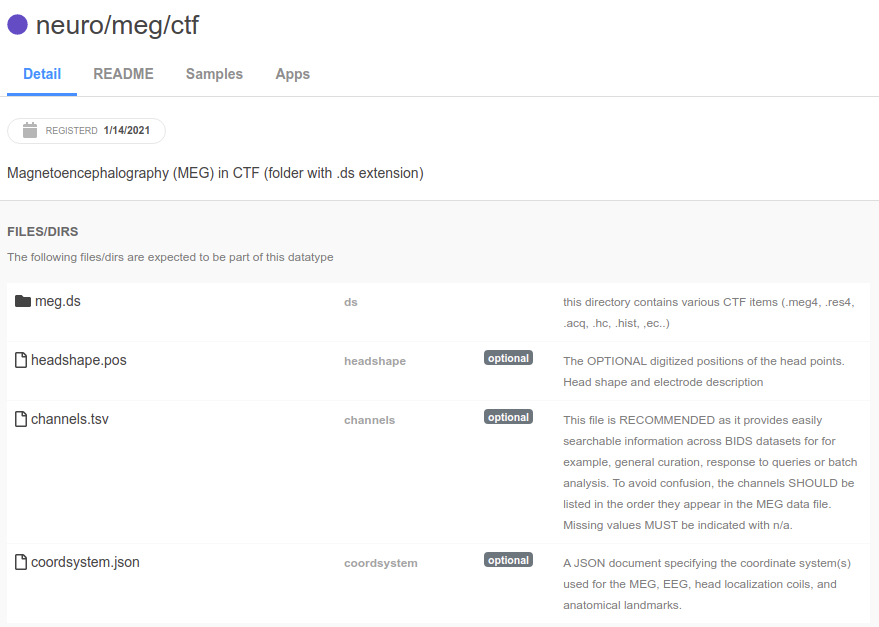 neuro/meg/ctf
Detail README Samples Apps
REGISTERD 1/14/2021
Magnetoencephalography (MEG) in CTF (folder with .ds extension)
FILES/DIRS
The following files/dirs are expected to be part of this datatype
meg.ds ds this directory contains various CTF items (.meg4, .res4,
.acq, .hc, .hist, ,ec..)
headshape.pos headshape optional The OPTIONAL digitized positions of the head points.
Head shape and electrode description
channels.tsv channels optional This file is RECOMMENDED as it provides easily
searchable information across BIDS datasets for for
example, general curation, response to queries or batch
analysis. To avoid confusion, the channels SHOULD be
listed in the order they appear in the MEG data file.
Missing values MUST be indicated with n/a.
coordsystem.json coordsystem optional A JSON document specifying the coordinate system(s)
used for the MEG, EEG, head localization coils, and
anatomical landmarks.